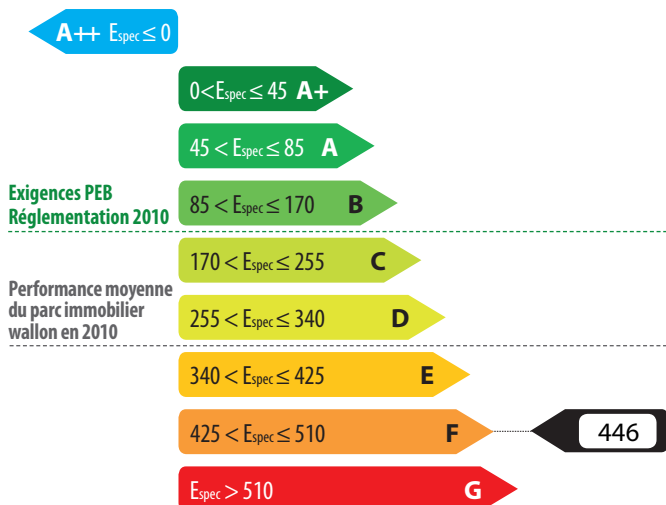 A++ Espec ≤ 0
0<Espec ≤ 45 A+
45 < Espec ≤ 85 A
Exigences PEB
Réglementation 2010
85 < Espec ≤ 170 B
170 < Espec ≤ 255 C
Performance moyenne
du parc immobilier
wallon en 2010
255 < Espec ≤ 340 D
340 < Espec ≤ 425 E
425 < Espec ≤ 510 F
446
Espec > 510 G